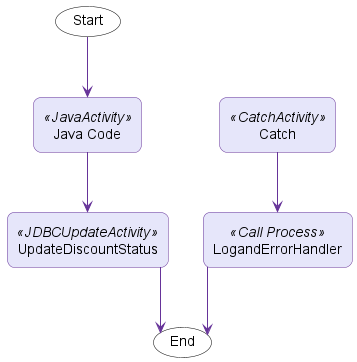 Start
«JavaActivity»
Java Code
«CatchActivity»
Catch
«JDBCUpdateActivity»
UpdateDiscountStatus
«Call Process»
LogandErrorHandler
End